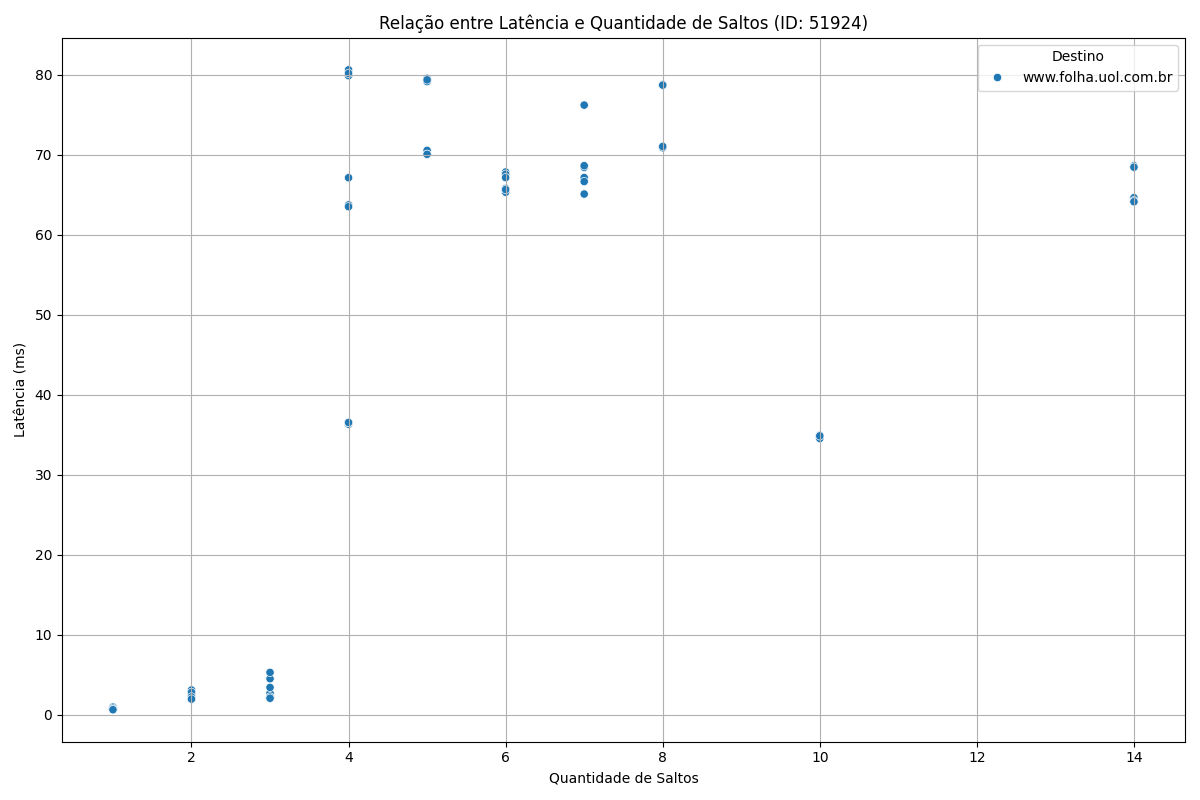 Relação entre Latência e Quantidade de Saltos (ID: 51924)
Destino
www.folha.uol.com.br
Latência (ms)
80
70
60
50
40
30
20
10
0
2 4 6 8 10 12 14
Quantidade de Saltos